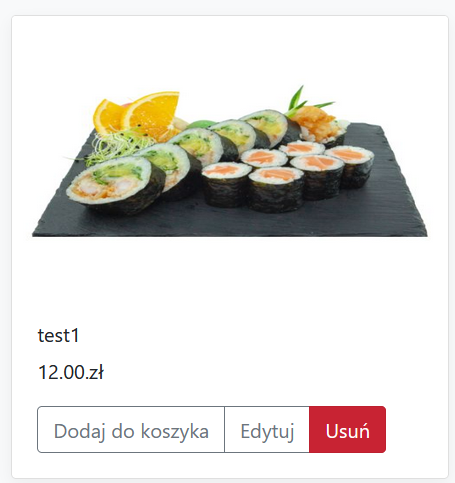 test1
12.00.zł
Dodaj do koszyka Edytuj Usuń